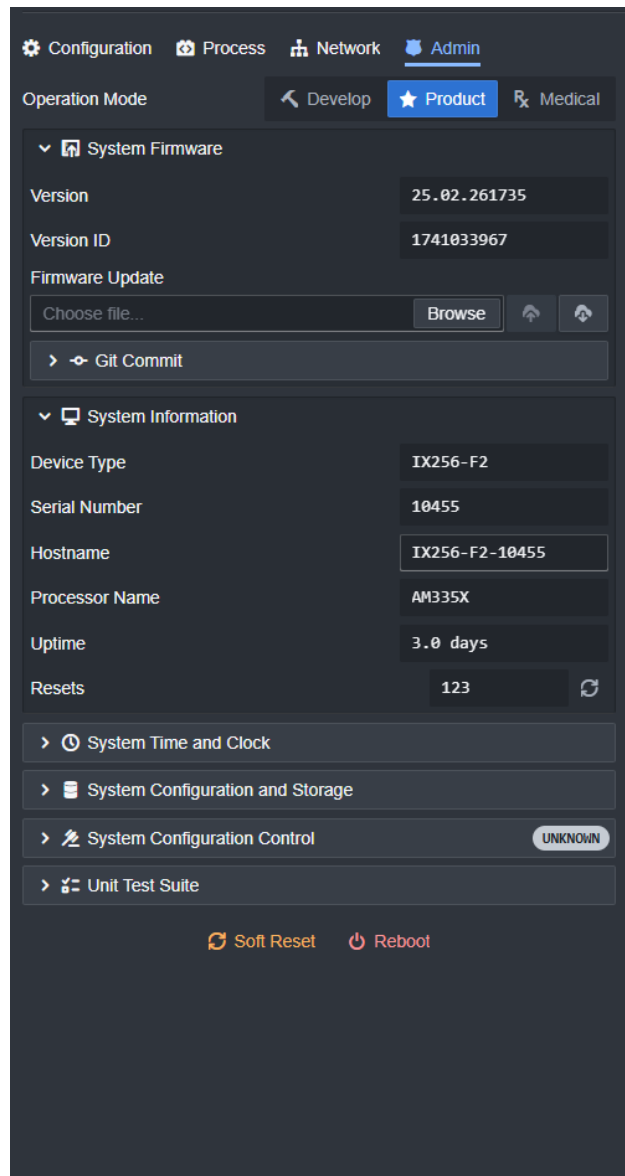 Configuration Process Network Admin
Operation Mode Develop Product Rx Medical
System Firmware
Version 25.02.261735
Version ID 1741033967
Firmware Update
Choose file... Browse
Git Commit
System Information
Device Type IX256-F2
Serial Number 10455
Hostname IX256-F2-10455
Processor Name AM335X
Uptime 3.0 days
Resets 123
System Time and Clock
System Configuration and Storage
System Configuration Control UNKNOWN
Unit Test Suite
Soft Reset Reboot